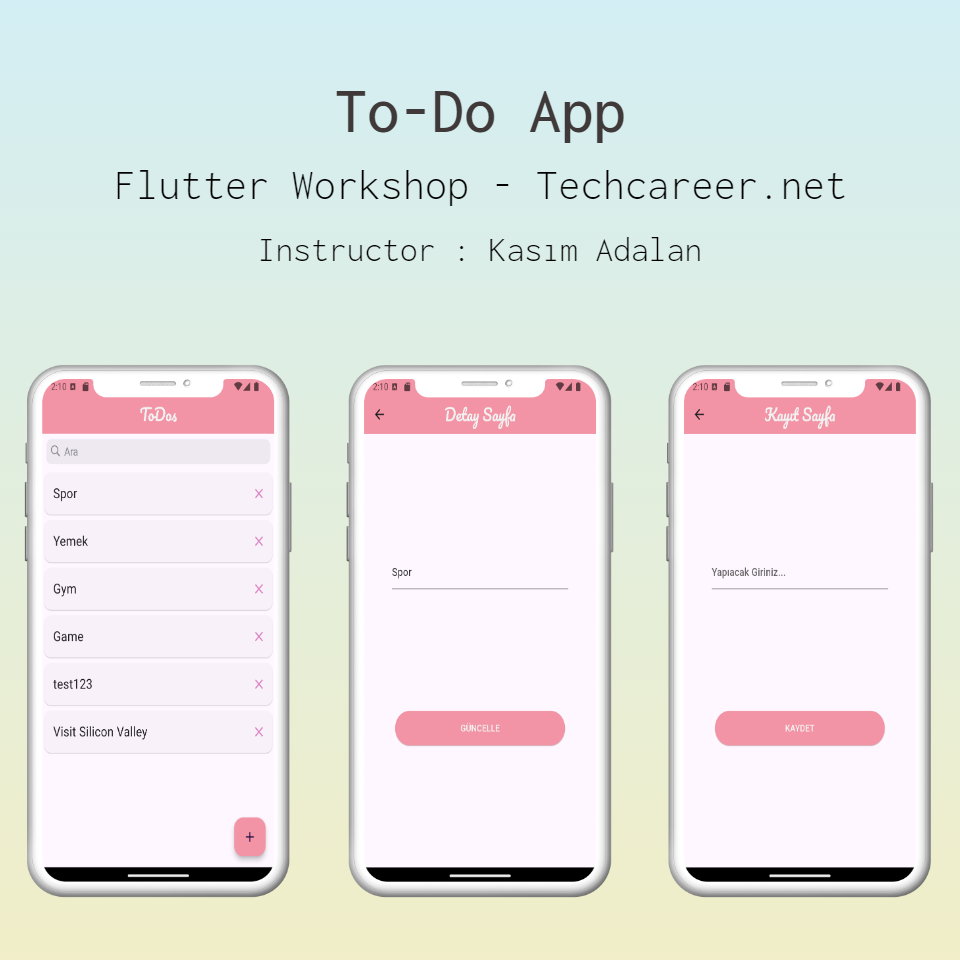 To-Do App
Flutter Workshop - Techcareer.net
Instructor : Kasım Adalan
2:10
ToDos
Ara
Spor
Yemek
Gym
Game
test123
Visit Silicon Valley
+
2:10
Detay Sayfa
Spor
GÜNCELLE
2:10
Kayıt Sayfa
Yapıacak Giriniz...
KAYDET